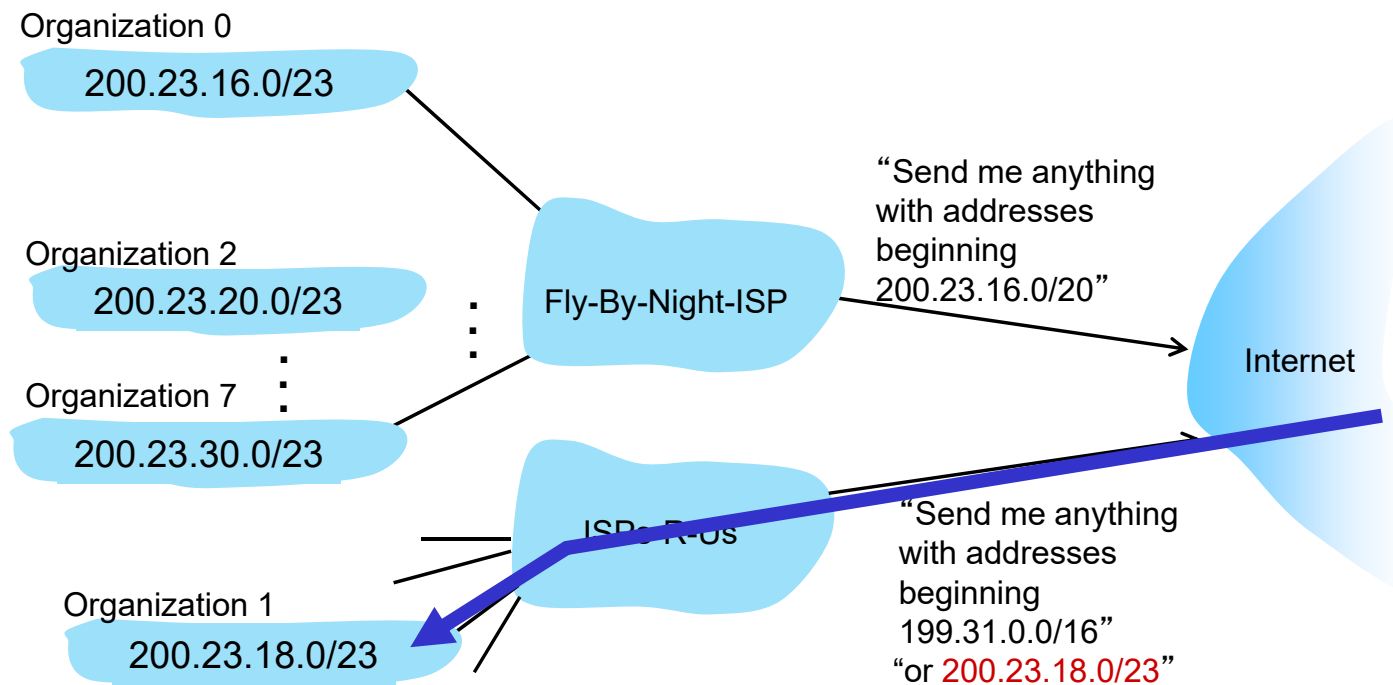 Organization 0
200.23.16.0/23
“Send me anything
with addresses
beginning
200.23.16.0/20”
Organization 2
200.23.20.0/23
Fly-By-Night-ISP
Internet
Organization 7
200.23.30.0/23
ISPs-R-Us
“Send me anything
with addresses
beginning
199.31.0.0/16”
“or 200.23.18.0/23”
Organization 1
200.23.18.0/23